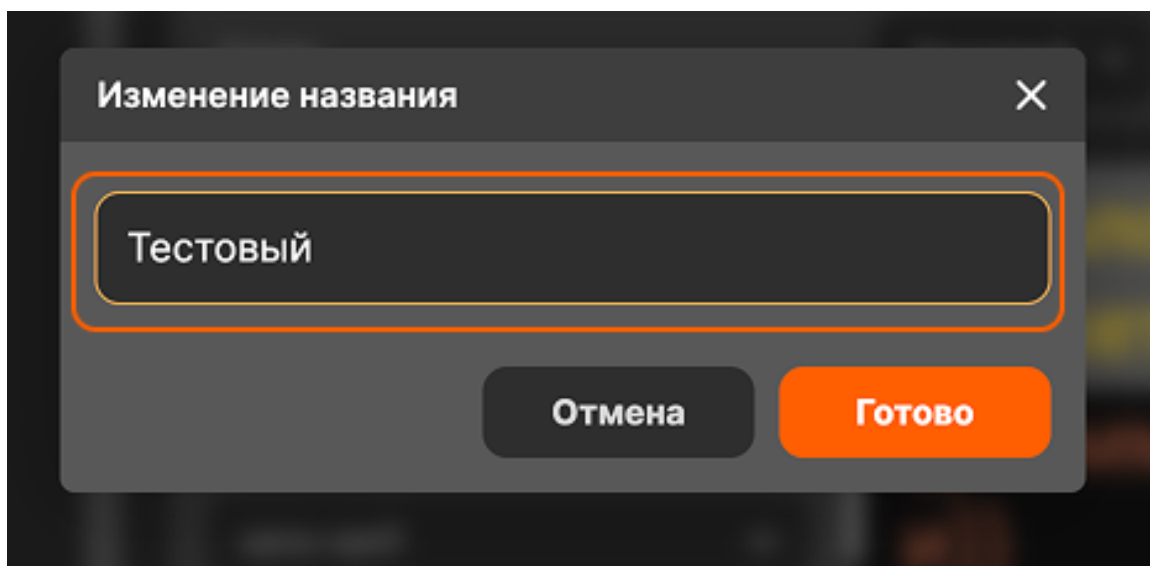 Изменение названия
Тестовый
Отмена
Готово